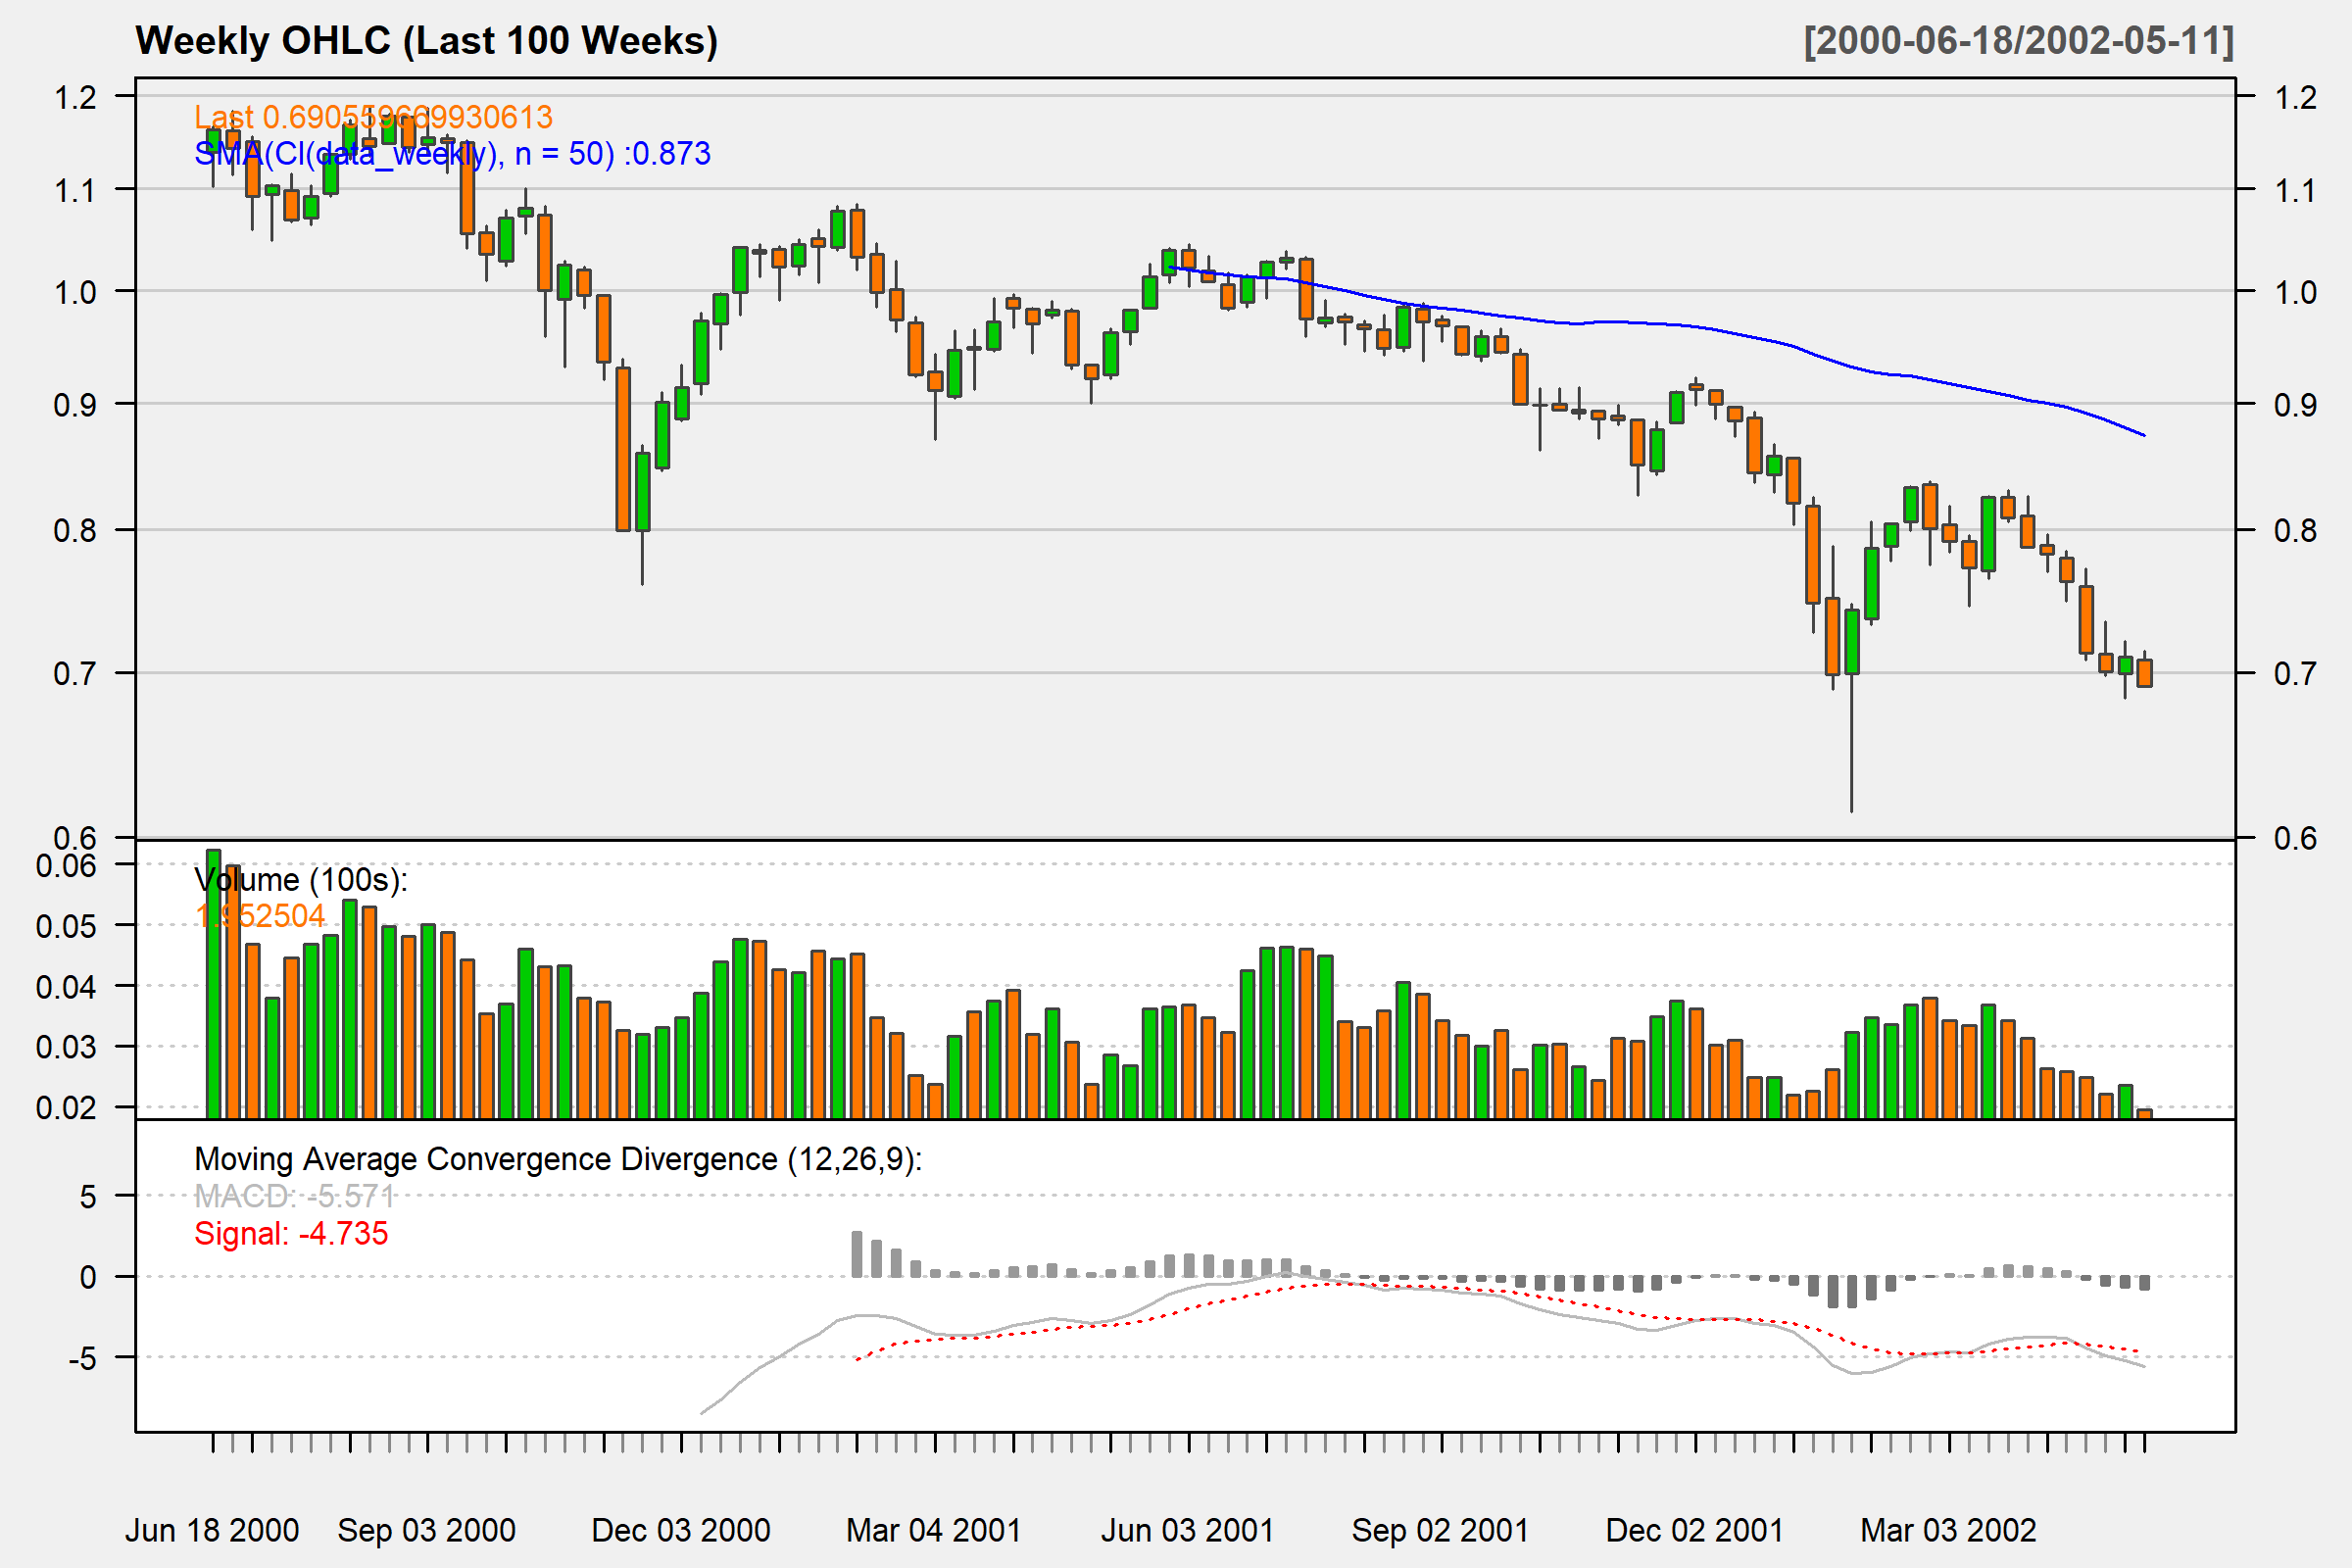 Weekly OHLC (Last 100 Weeks) [2000-06-18/2002-05-11]
Last 0.690559669930613
SMA(Cl(data_weekly), n = 50) :0.873
1.2 1.2
1.1 1.1
1.0 1.0
0.9 0.9
0.8 0.8
0.7 0.7
0.6 0.6
Volume (100s):
1.952504
0.06
0.05
0.04
0.03
0.02
Moving Average Convergence Divergence (12,26,9):
MACD: -5.571
Signal: -4.735
5
0
-5
Jun 18 2000 Sep 03 2000 Dec 03 2000 Mar 04 2001 Jun 03 2001 Sep 02 2001 Dec 02 2001 Mar 03 2002